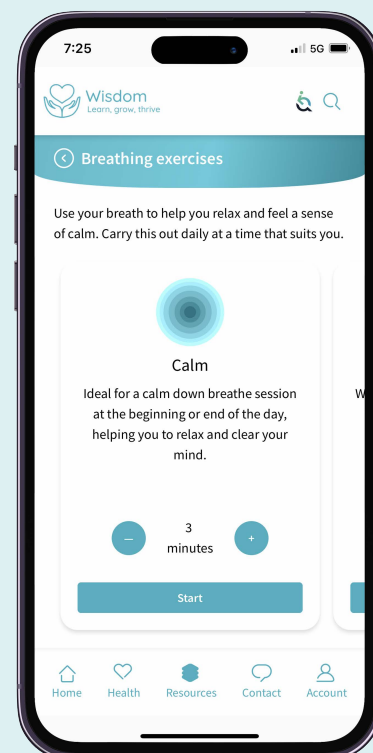 7:25
5G
Wisdom
Learn, grow, thrive
Breathing exercises
Use your breath to help you relax and feel a sense
of calm. Carry this out daily at a time that suits you.
Calm
Ideal for a calm down breathe session
at the beginning or end of the day,
helping you to relax and clear your
mind.
W
3
minutes
Start
Home Health Resources Contact Account